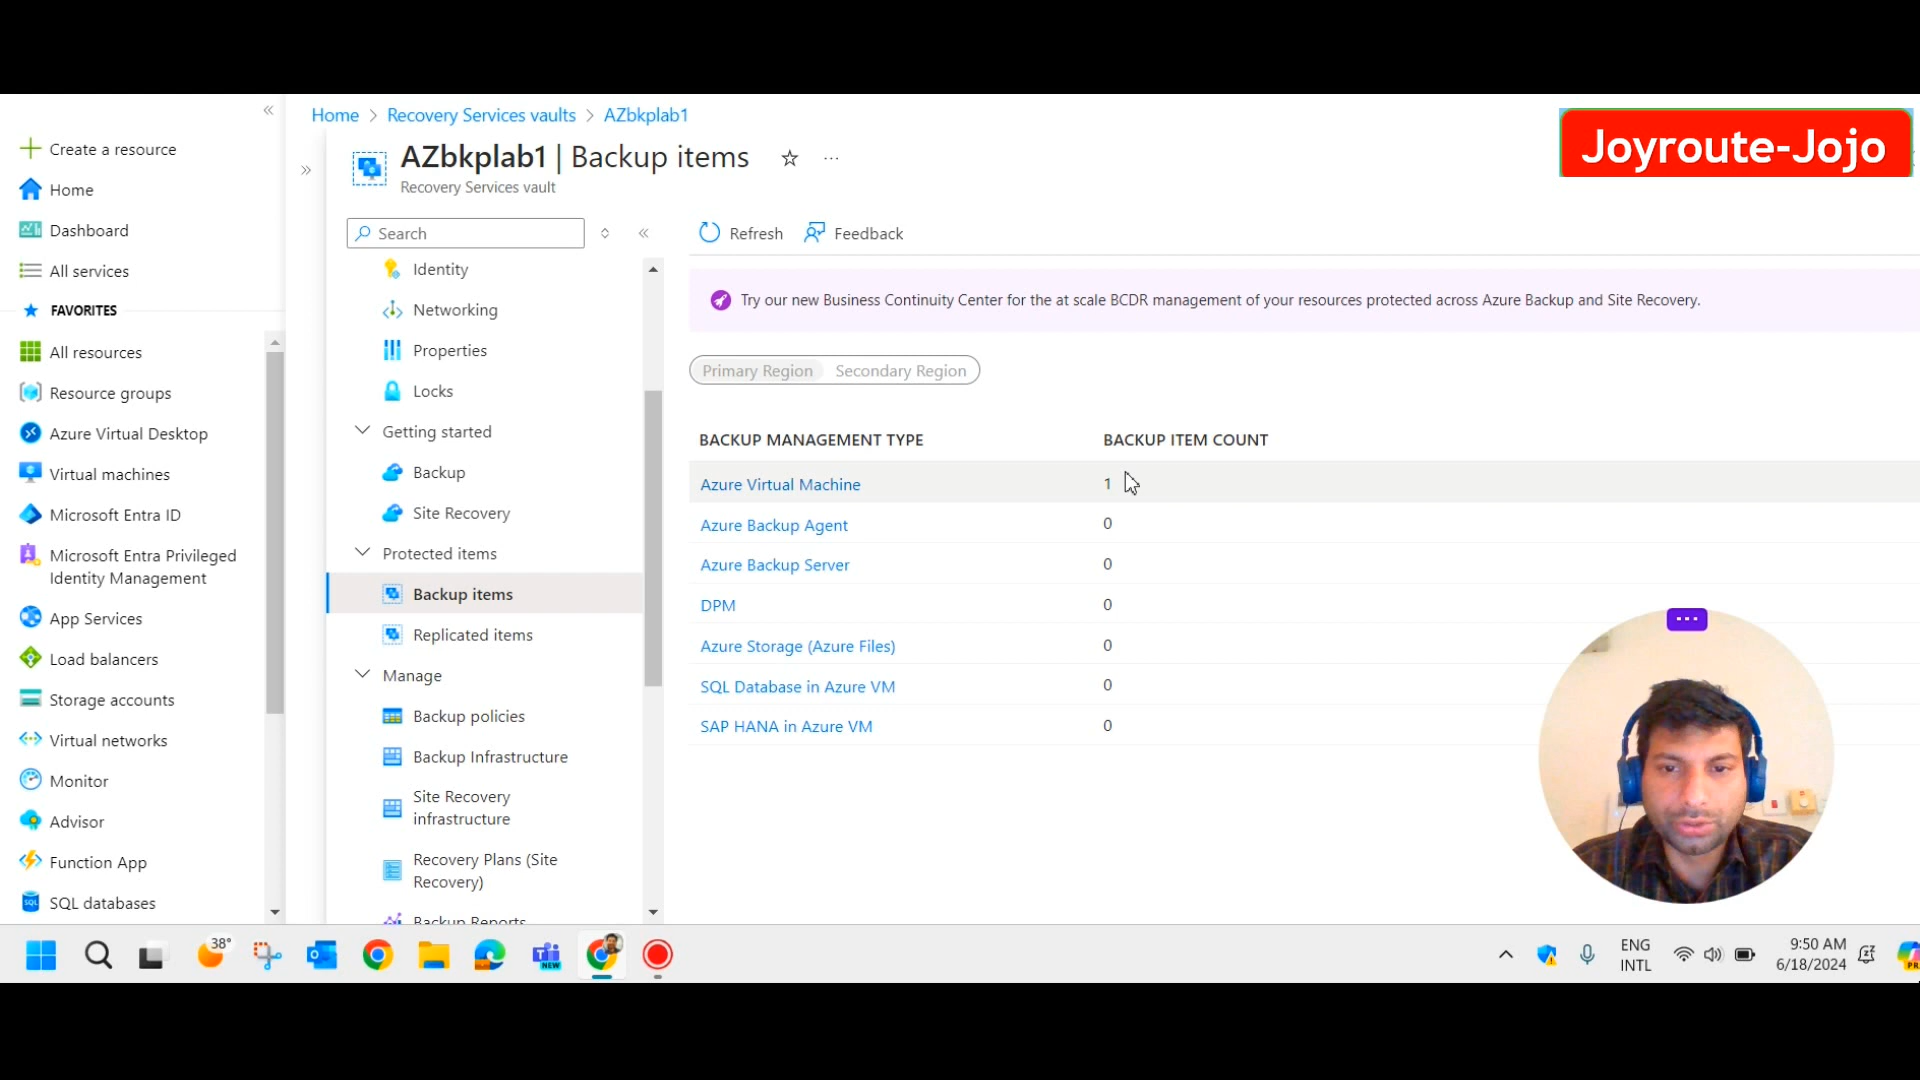 Home > Recovery Services vaults > AZbkplab1
Joyroute-Jojo
AZbkplab1 | Backup items
Recovery Services vault
Create a resource
Home
Dashboard
All services
FAVORITES
All resources
Resource groups
Azure Virtual Desktop
Virtual machines
Microsoft Entra ID
Microsoft Entra Privileged
Identity Management
App Services
Load balancers
Storage accounts
Virtual networks
Monitor
Advisor
Function App
SQL databases
Search
Identity
Networking
Properties
Locks
Getting started
Backup
Site Recovery
Protected items
Backup items
Replicated items
Manage
Backup policies
Backup Infrastructure
Site Recovery
infrastructure
Recovery Plans (Site
Recovery)
Backup Reports
Refresh Feedback
Try our new Business Continuity Center for the at scale BCDR management of your resources protected across Azure Backup and Site Recovery.
Primary Region Secondary Region
BACKUP MANAGEMENT TYPE BACKUP ITEM COUNT
Azure Virtual Machine 1
Azure Backup Agent 0
Azure Backup Server 0
DPM 0
Azure Storage (Azure Files) 0
SQL Database in Azure VM 0
SAP HANA in Azure VM 0
38°
NEW
ENG
INTL
9:50 AM
6/18/2024